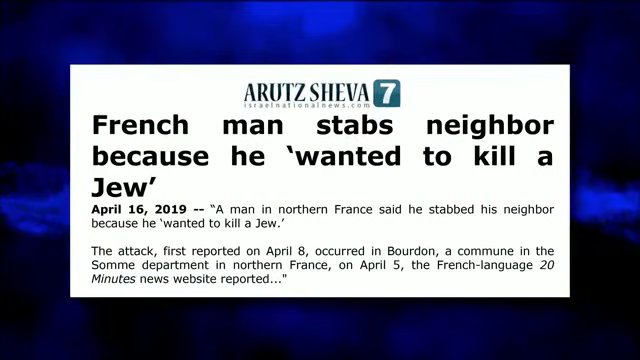 ARUTZ SHEVA 7
israelnationalnews.com
French man stabs neighbor
because he ‘wanted to kill a
Jew’
April 16, 2019 -- “A man in northern France said he stabbed his neighbor
because he ‘wanted to kill a Jew.’
The attack, first reported on April 8, occurred in Bourdon, a commune in the
Somme department in northern France, on April 5, the French-language 20
Minutes news website reported..."